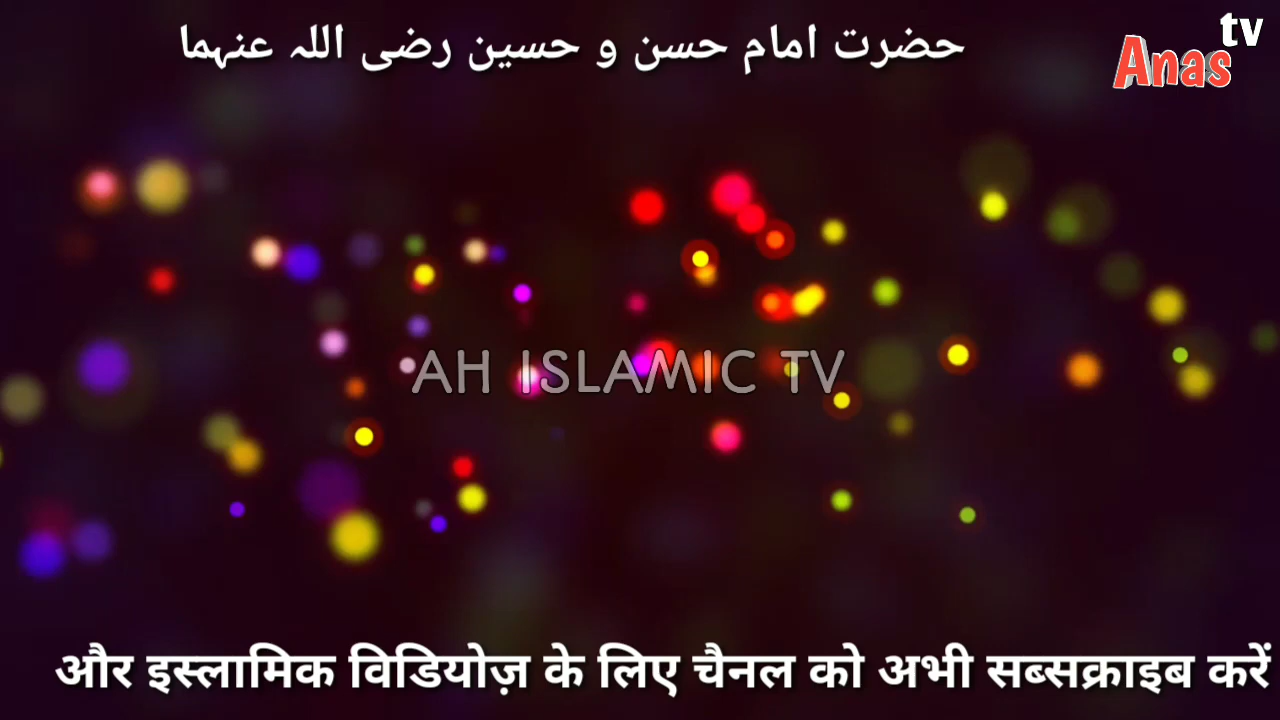 حضرت امام حسن و حسین رضی اللہ عنہما
tv
Anas
AH ISLAMIC TV
और इस्लामिक विडियोज़ के लिए चैनल को अभी सब्सक्राइब करें